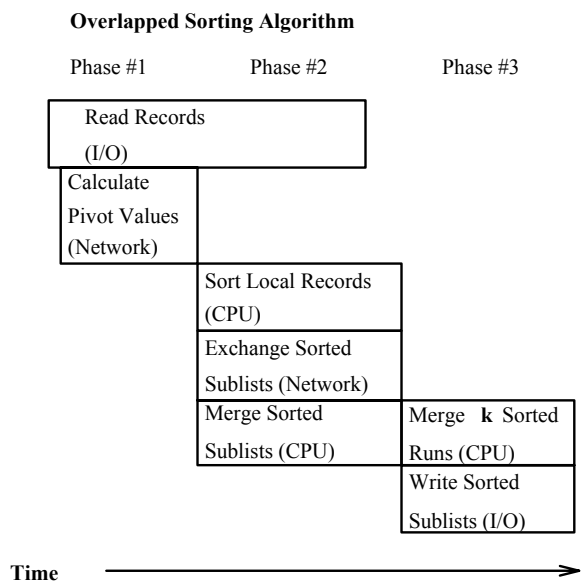 Overlapped Sorting Algorithm
Phase #1 Phase #2 Phase #3
Read Records
(I/O)
Calculate
Pivot Values
(Network)
Sort Local Records
(CPU)
Exchange Sorted
Sublists (Network)
Merge Sorted
Sublists (CPU)
Merge k Sorted
Runs (CPU)
Write Sorted
Sublists (I/O)
Time